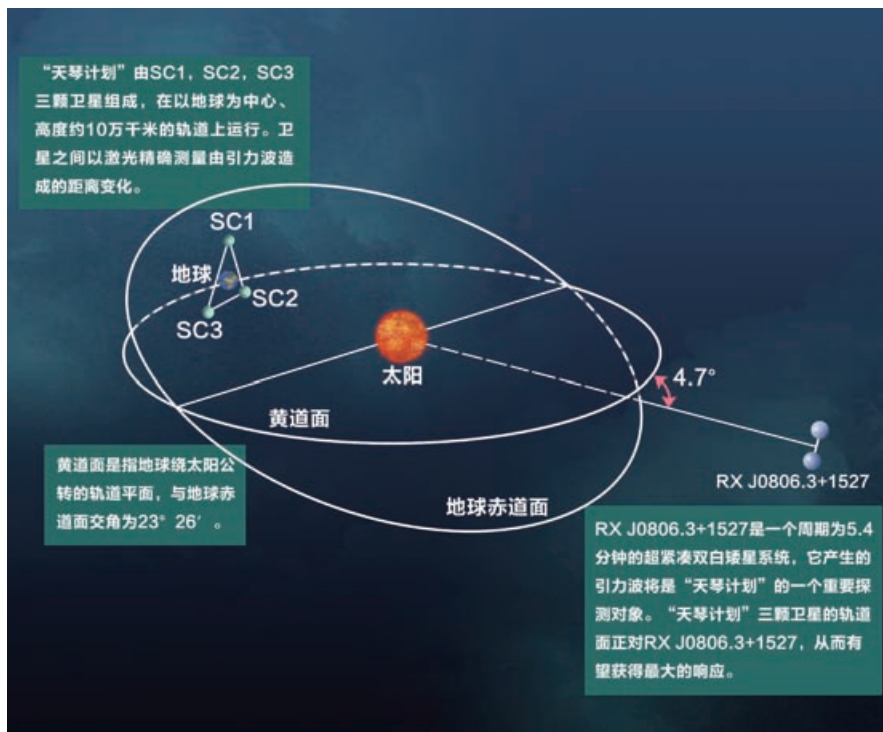 “天琴计划”由SC1，SC2，SC3
三颗卫星组成，在以地球为中心、
高度约10万千米的轨道上运行。卫
星之间以激光精确测量由引力波造
成的距离变化。
SC1
地球
SC2
SC3
太阳
4.7°
黄道面
RX J0806.3+1527
地球赤道面
黄道面是指地球绕太阳公
转的轨道平面，与地球赤
道面交角为23° 26′。
RX J0806.3+1527是一个周期为5.4
分钟的超紧凑双白矮星系统，它产生的
引力波将是“天琴计划”的一个重要探
测对象。“天琴计划”三颗卫星的轨道
面正对RX J0806.3+1527，从而有
望获得最大的响应。